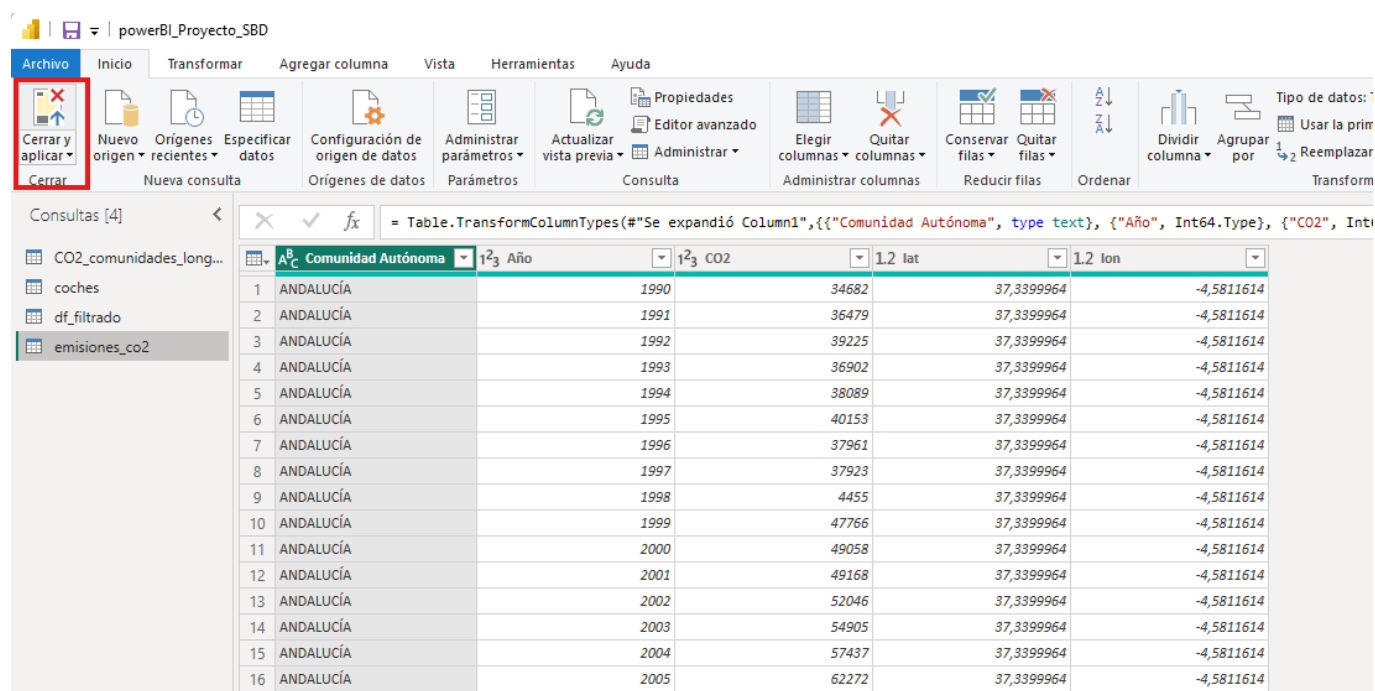 powerBI_Proyecto_SBD
Archivo Inicio Transformar Agregar columna Vista Herramientas Ayuda
Cerrar y aplicar
Cerrar
Nuevo origen
Orígenes recientes
Especificar datos
Nueva consulta
Configuración de origen de datos
Orígenes de datos
Administrar parámetros
Parámetros
Actualizar vista previa
Propiedades
Editor avanzado
Administrar
Consulta
Elegir columnas
Quitar columnas
Administrar columnas
Conservar filas
Quitar filas
Reducir filas
Ordenar
Dividir columna
Agrupar por
Tipo de datos: T
Usar la prim
Reemplazar
Transform
Consultas [4]
CO2_comunidades_long...
coches
df_filtrado
emisiones_co2
fx = Table.TransformColumnTypes(#"Se expandió Column1",{{"Comunidad Autónoma", type text}, {"Año", Int64.Type}, {"CO2", Int
ABC Comunidad Autónoma 123 Año 123 CO2 1.2 lat 1.2 lon
1 ANDALUCÍA 1990 34682 37,3399964 -4,5811614
2 ANDALUCÍA 1991 36479 37,3399964 -4,5811614
3 ANDALUCÍA 1992 39225 37,3399964 -4,5811614
4 ANDALUCÍA 1993 36902 37,3399964 -4,5811614
5 ANDALUCÍA 1994 38089 37,3399964 -4,5811614
6 ANDALUCÍA 1995 40153 37,3399964 -4,5811614
7 ANDALUCÍA 1996 37961 37,3399964 -4,5811614
8 ANDALUCÍA 1997 37923 37,3399964 -4,5811614
9 ANDALUCÍA 1998 4455 37,3399964 -4,5811614
10 ANDALUCÍA 1999 47766 37,3399964 -4,5811614
11 ANDALUCÍA 2000 49058 37,3399964 -4,5811614
12 ANDALUCÍA 2001 49168 37,3399964 -4,5811614
13 ANDALUCÍA 2002 52046 37,3399964 -4,5811614
14 ANDALUCÍA 2003 54905 37,3399964 -4,5811614
15 ANDALUCÍA 2004 57437 37,3399964 -4,5811614
16 ANDALUCÍA 2005 62272 37,3399964 -4,5811614